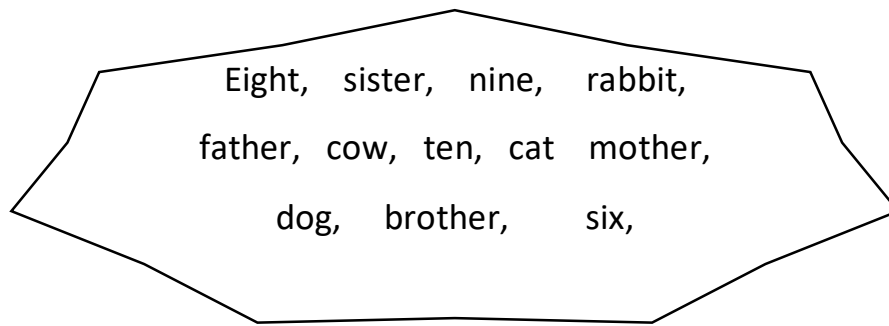 Eight, sister, nine, rabbit,
father, cow, ten, cat mother,
dog, brother, six,